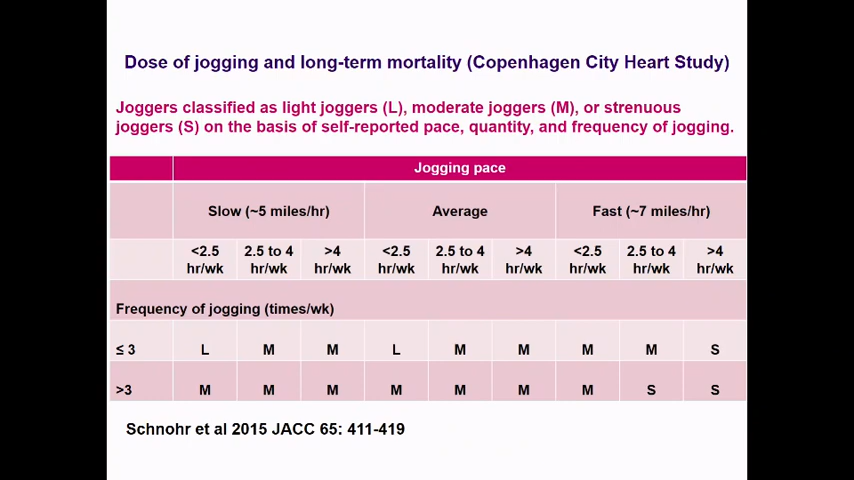 Dose of jogging and long-term mortality (Copenhagen City Heart Study)
Joggers classified as light joggers (L), moderate joggers (M), or strenuous
joggers (S) on the basis of self-reported pace, quantity, and frequency of jogging.
Jogging pace
Slow (~5 miles/hr) Average Fast (~7 miles/hr)
<2.5 2.5 to 4 >4 <2.5 2.5 to 4 >4 <2.5 2.5 to 4 >4
hr/wk hr/wk hr/wk hr/wk hr/wk hr/wk hr/wk hr/wk hr/wk
Frequency of jogging (times/wk)
≤ 3 L M M L M M M M S
>3 M M M M M M M S S
Schnohr et al 2015 JACC 65: 411-419